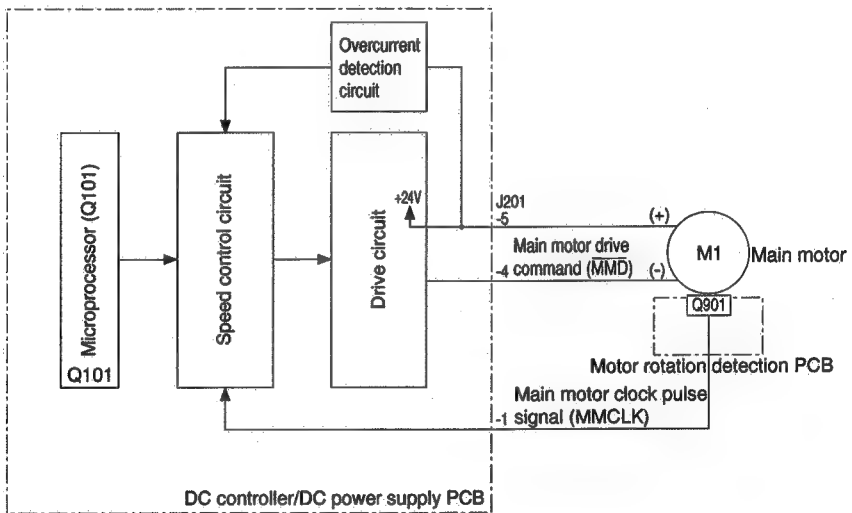 Overcurrent
detection
circuit
Microprocessor (Q101)
Q101
Speed control circuit
Drive circuit
+24V
J201
-5
(+)
Main motor drive
command (M̅M̅D̅)
-4
(-)
M1
Main motor
Q901
Motor rotation detection PCB
Main motor clock pulse
signal (MMCLK)
-1
DC controller/DC power supply PCB